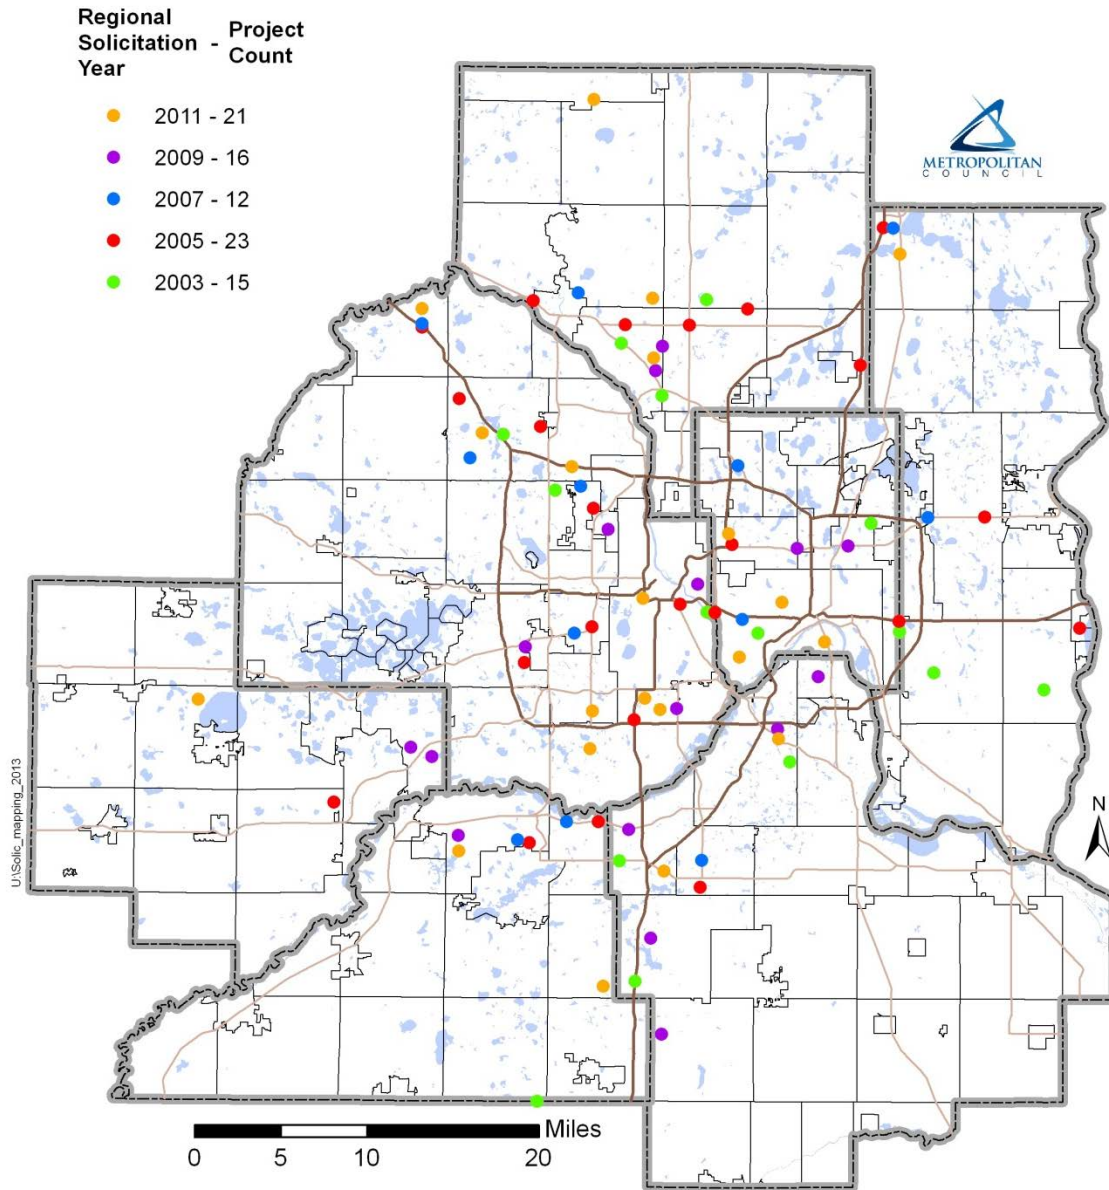 Regional
Solicitation - Project
Year Count
2011 - 21
2009 - 16
2007 - 12
2005 - 23
2003 - 15
METROPOLITAN
COUNCIL
U:\Solic_mapping_2013
N
Miles
0 5 10 20